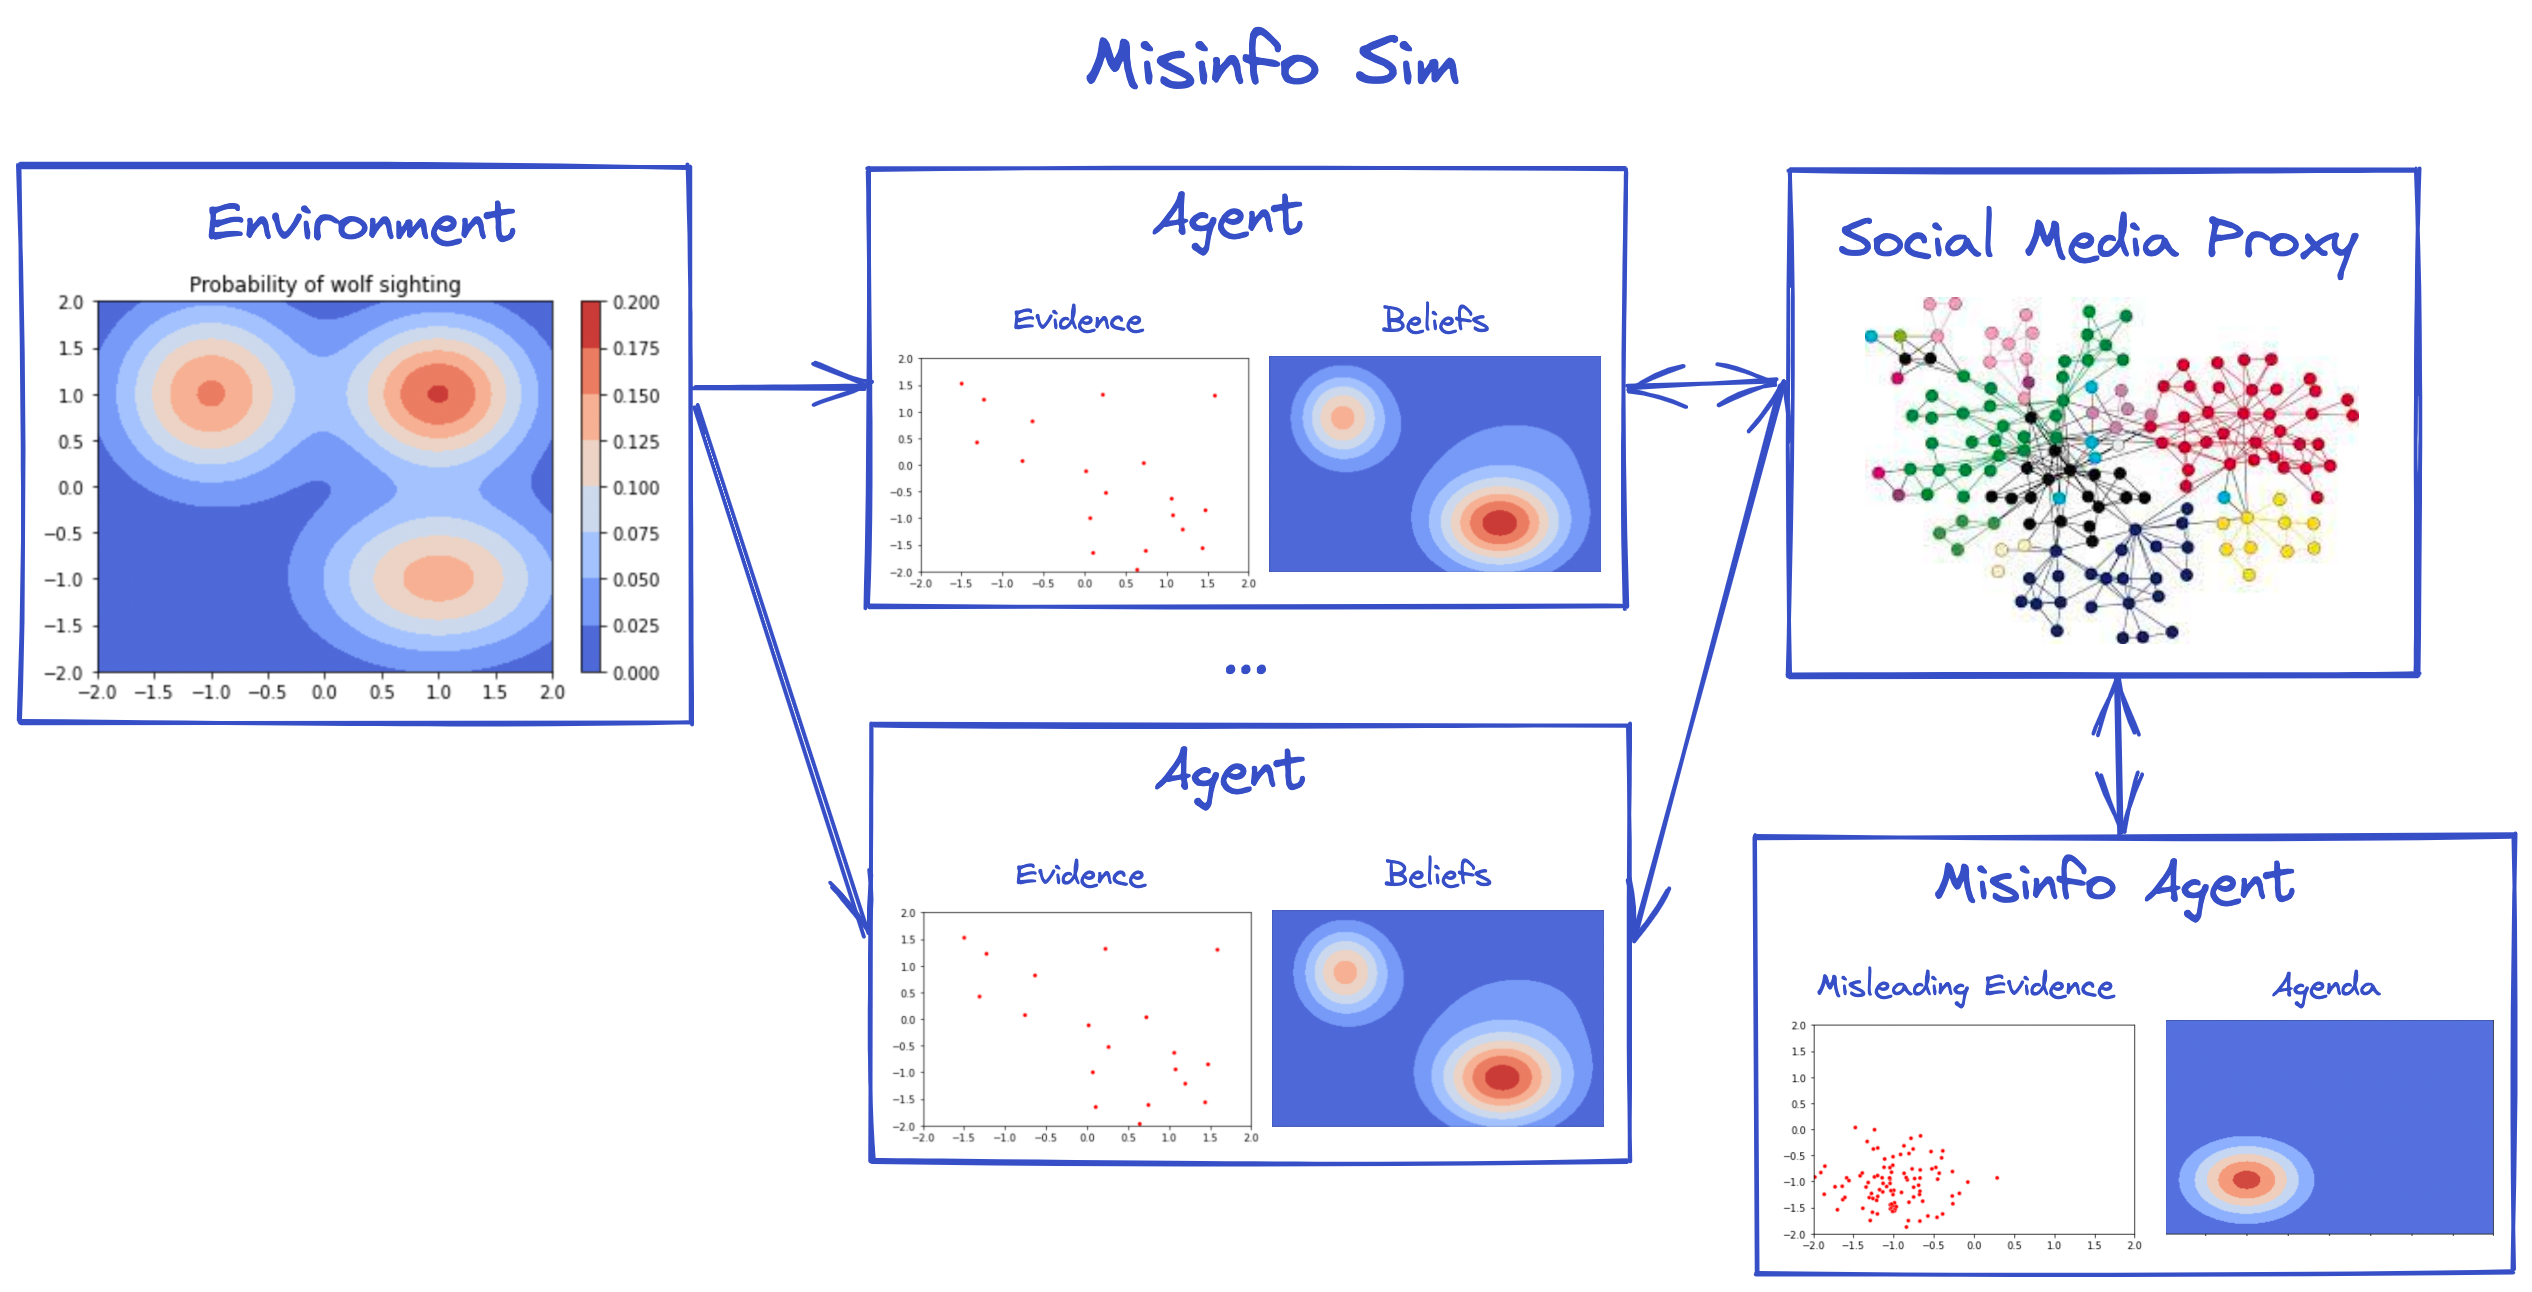 Misinfo Sim
Environment
Probability of wolf sighting
2.0
1.5
1.0
0.5
0.0
−0.5
−1.0
−1.5
−2.0
−2.0 −1.5 −1.0 −0.5 0.0 0.5 1.0 1.5 2.0
0.200
0.175
0.150
0.125
0.100
0.075
0.050
0.025
0.000
Agent
Evidence
Beliefs
2.0
1.5
1.0
0.5
0.0
−0.5
−1.0
−1.5
−2.0
−2.0 −1.5 −1.0 −0.5 0.0 0.5 1.0 1.5 2.0
...
Agent
Evidence
Beliefs
2.0
1.5
1.0
0.5
0.0
−0.5
−1.0
−1.5
−2.0
−2.0 −1.5 −1.0 −0.5 0.0 0.5 1.0 1.5 2.0
Social Media Proxy
Misinfo Agent
Misleading Evidence
Agenda
2.0
1.5
1.0
0.5
0.0
−0.5
−1.0
−1.5
−2.0
−2.0 −1.5 −1.0 −0.5 0.0 0.5 1.0 1.5 2.0